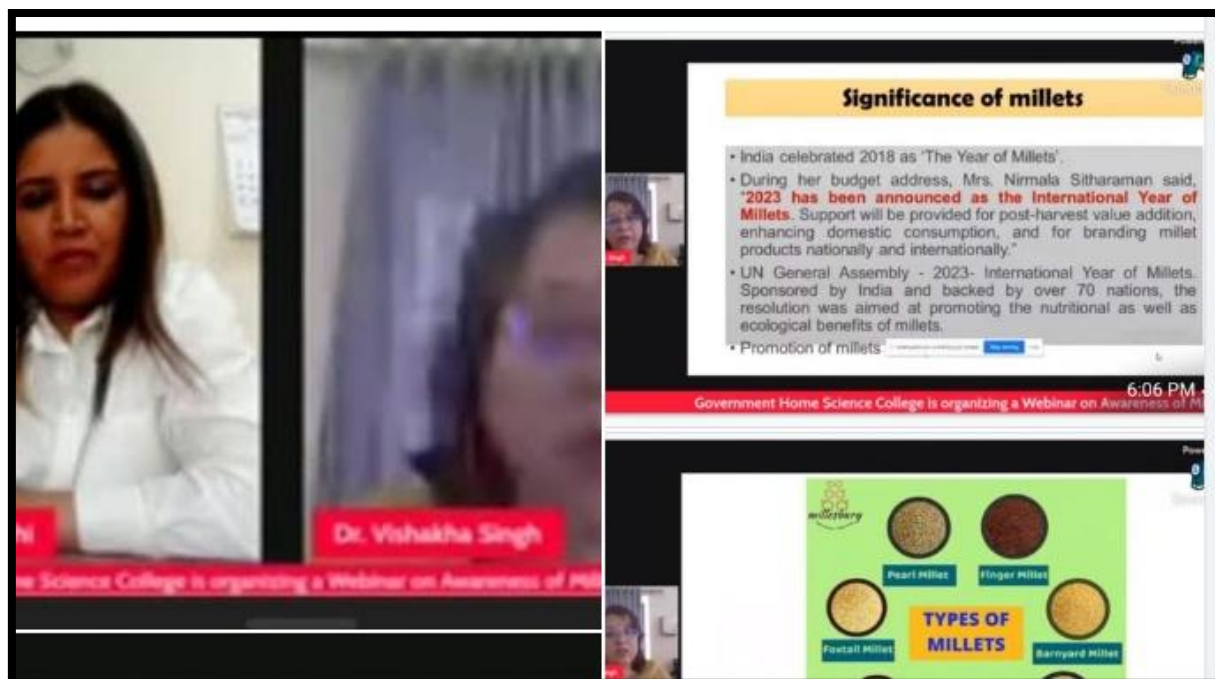 hi
Dr. Vishakha Singh
e Science College is organizing a Webinar on Awareness of Mil
Significance of millets
• India celebrated 2018 as 'The Year of Millets'.
• During her budget address, Mrs. Nirmala Sitharaman said,
"2023 has been announced as the International Year of
Millets. Support will be provided for post-harvest value addition,
enhancing domestic consumption, and for branding millet
products nationally and internationally."
• UN General Assembly - 2023- International Year of Millets.
Sponsored by India and backed by over 70 nations, the
resolution was aimed at promoting the nutritional as well as
ecological benefits of millets.
• Promotion of millets
Singh
6:06 PM
Government Home Science College is organizing a Webinar on Awareness of M
millesburg
Pearl Millet
Finger Millet
Foxtail Millet
TYPES OF
MILLETS
Barnyard Millet